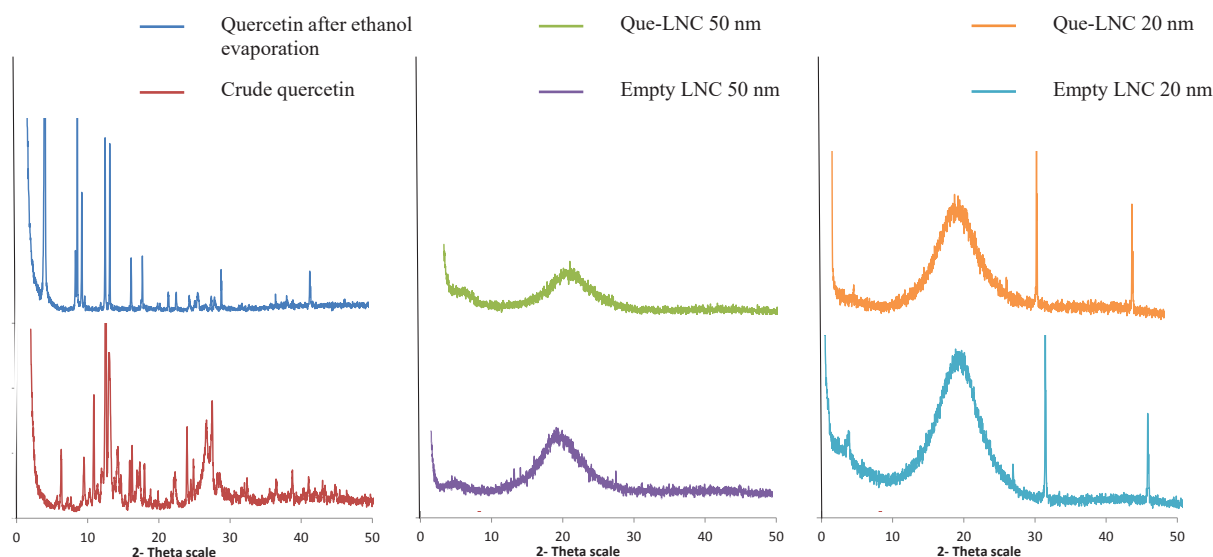 Quercetin after ethanol
evaporation
Crude quercetin
Que-LNC 50 nm
Empty LNC 50 nm
Que-LNC 20 nm
Empty LNC 20 nm
0 10 20 30 40 50
2- Theta scale
0 10 20 30 40 50
2- Theta scale
0 10 20 30 40 50
2- Theta scale